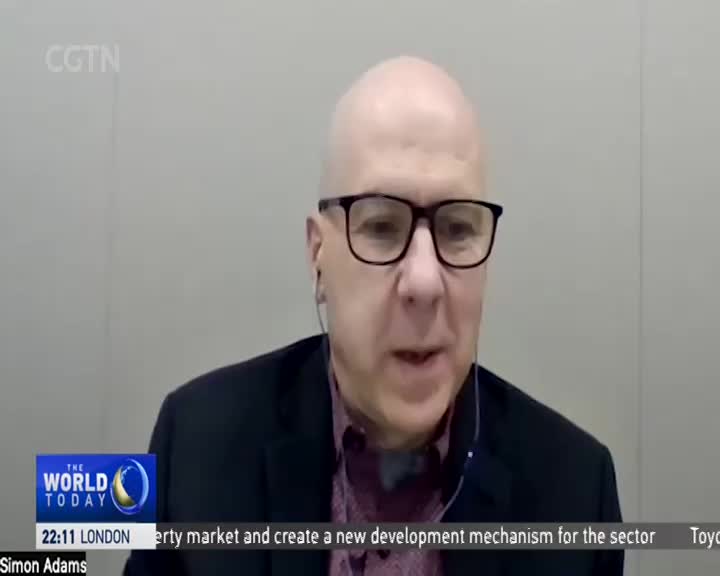 CGTN
THE
WORLD
TODAY
22:11 LONDON
erty market and create a new development mechanism for the sector Toyo
Simon Adams